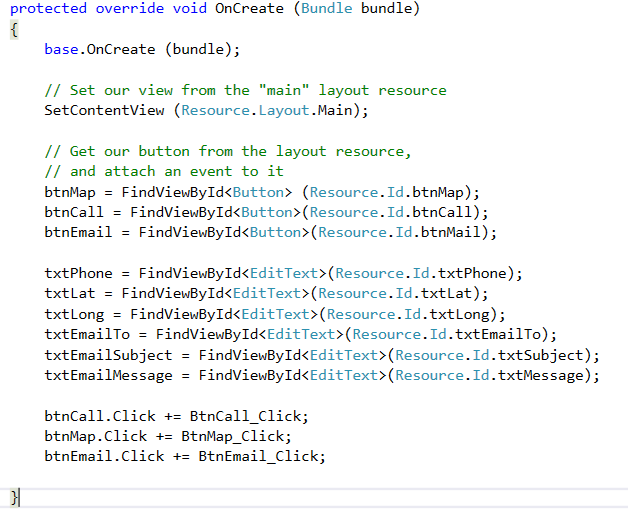 protected override void OnCreate (Bundle bundle)
{
base.OnCreate (bundle);
// Set our view from the "main" layout resource
SetContentView (Resource.Layout.Main);
// Get our button from the layout resource,
// and attach an event to it
btnMap = FindViewById<Button> (Resource.Id.btnMap);
btnCall = FindViewById<Button>(Resource.Id.btnCall);
btnEmail = FindViewById<Button>(Resource.Id.btnMail);
txtPhone = FindViewById<EditText>(Resource.Id.txtPhone);
txtLat = FindViewById<EditText>(Resource.Id.txtLat);
txtLong = FindViewById<EditText>(Resource.Id.txtLong);
txtEmailTo = FindViewById<EditText>(Resource.Id.txtEmailTo);
txtEmailSubject = FindViewById<EditText>(Resource.Id.txtSubject);
txtEmailMessage = FindViewById<EditText>(Resource.Id.txtMessage);
btnCall.Click += BtnCall_Click;
btnMap.Click += BtnMap_Click;
btnEmail.Click += BtnEmail_Click;
}